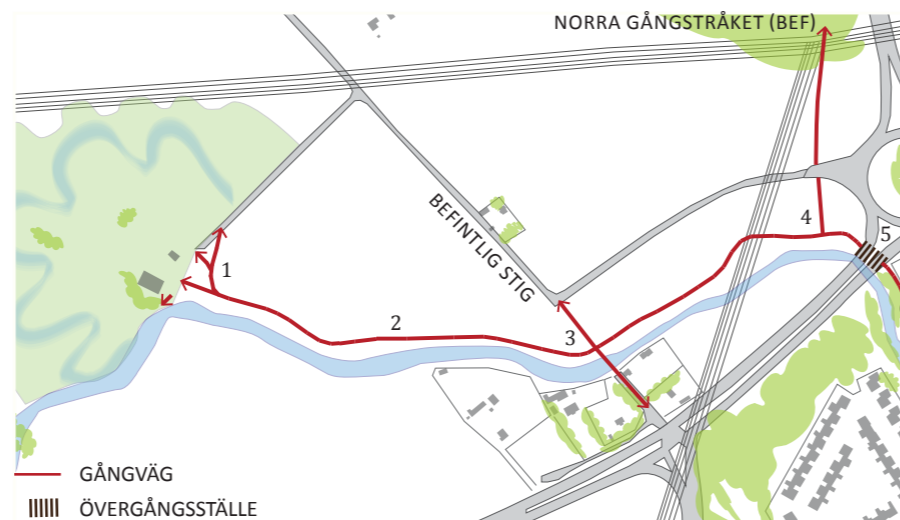 NORRA GÅNGSTRÅKET (BEF)
BEFINTLIG STIG
4
5
1
2
3
GÅNGVÄG
ÖVERGÅNGSSTÄLLE